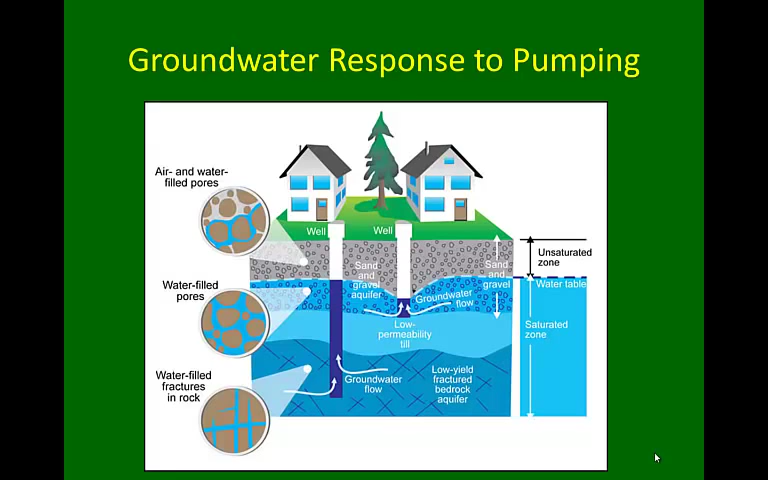 Groundwater Response to Pumping
Air- and water-
filled pores
Well
Well
Unsaturated
zone
Sand
and
gravel
aquifer
Sand
and
gravel
Water-filled
pores
Groundwater
flow
Water table
Low-
permeability
till
Saturated
zone
Water-filled
fractures
in rock
Groundwater
flow
Low-yield
fractured
bedrock
aquifer